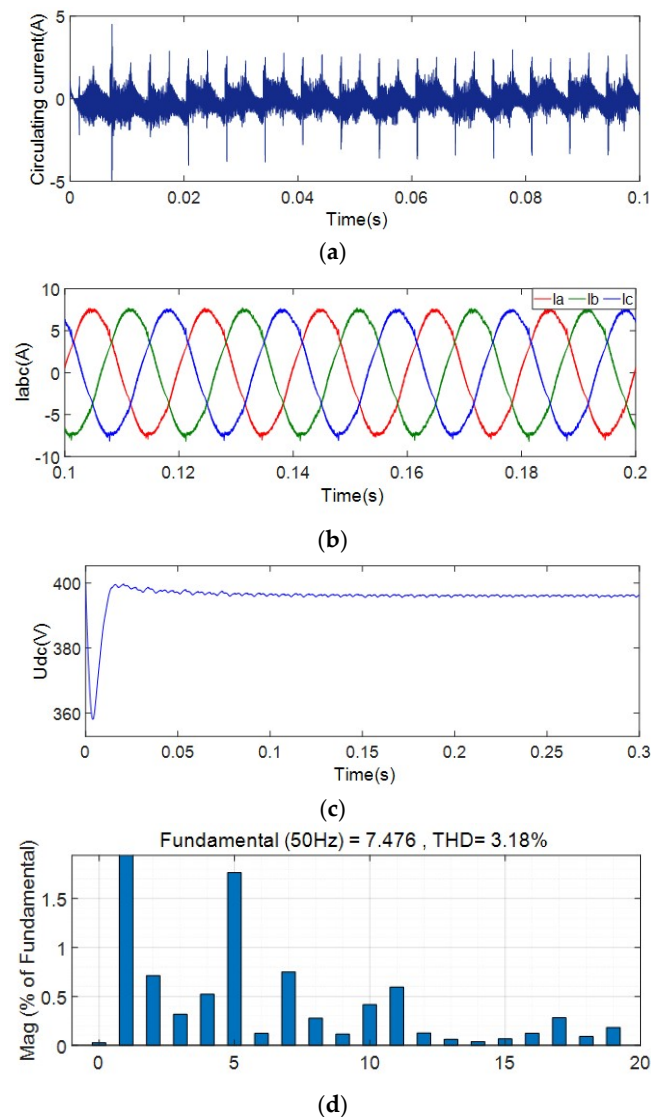 5
0
-5
Circulating current(A)
0 0.02 0.04 0.06 0.08 0.1
Time(s)
(a)
10
5
0
-5
-10
Iabc(A)
Ia Ib Ic
0.1 0.12 0.14 0.16 0.18 0.2
Time(s)
(b)
400
380
360
Udc(V)
0 0.05 0.1 0.15 0.2 0.25 0.3
Time(s)
(c)
Fundamental (50Hz) = 7.476 , THD= 3.18%
1.5
1
0.5
0
Mag (% of Fundamental)
0 5 10 15 20
(d)